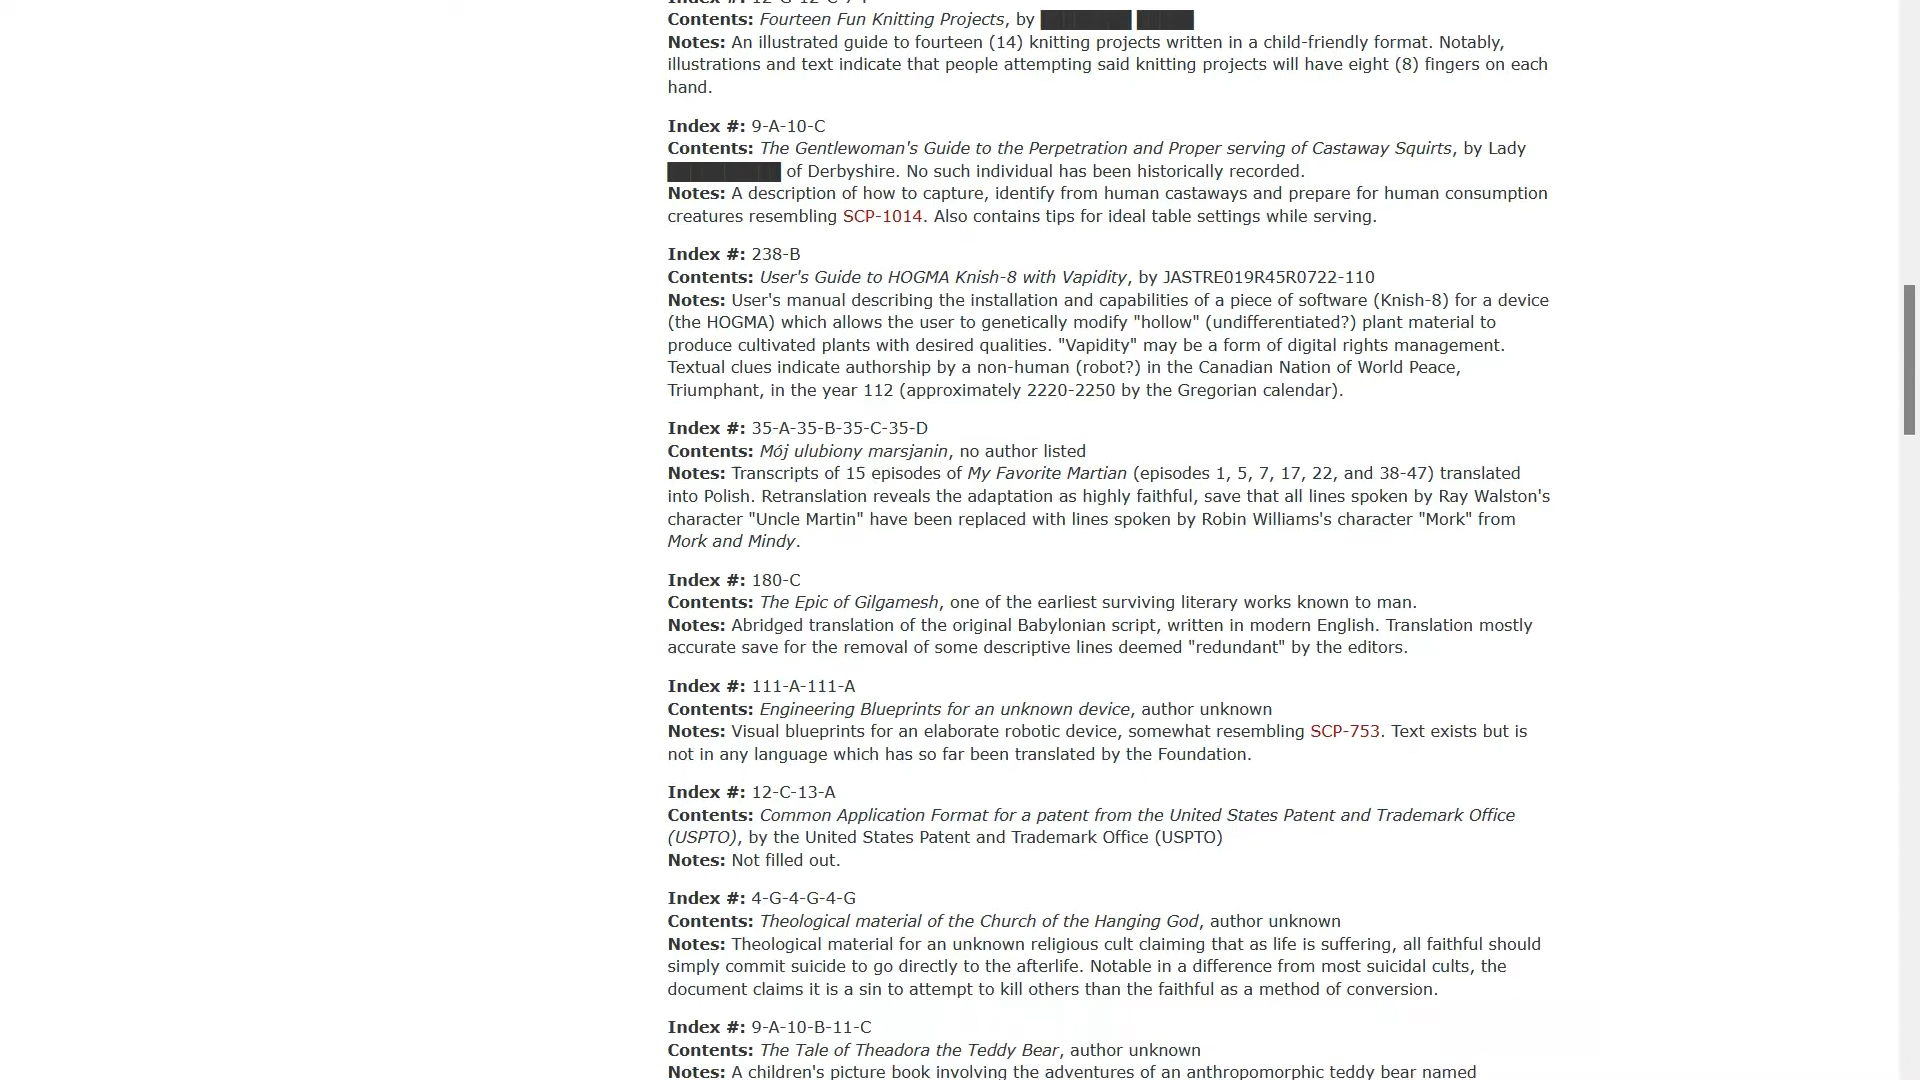 Contents: Fourteen Fun Knitting Projects, by ████████ █████
Notes: An illustrated guide to fourteen (14) knitting projects written in a child-friendly format. Notably,
illustrations and text indicate that people attempting said knitting projects will have eight (8) fingers on each
hand.
Index #: 9-A-10-C
Contents: The Gentlewoman's Guide to the Perpetration and Proper serving of Castaway Squirts, by Lady
██████████ of Derbyshire. No such individual has been historically recorded.
Notes: A description of how to capture, identify from human castaways and prepare for human consumption
creatures resembling SCP-1014. Also contains tips for ideal table settings while serving.
Index #: 238-B
Contents: User's Guide to HOGMA Knish-8 with Vapidity, by JASTRE019R45R0722-110
Notes: User's manual describing the installation and capabilities of a piece of software (Knish-8) for a device
(the HOGMA) which allows the user to genetically modify "hollow" (undifferentiated?) plant material to
produce cultivated plants with desired qualities. "Vapidity" may be a form of digital rights management.
Textual clues indicate authorship by a non-human (robot?) in the Canadian Nation of World Peace,
Triumphant, in the year 112 (approximately 2220-2250 by the Gregorian calendar).
Index #: 35-A-35-B-35-C-35-D
Contents: Mój ulubiony marsjanin, no author listed
Notes: Transcripts of 15 episodes of My Favorite Martian (episodes 1, 5, 7, 17, 22, and 38-47) translated
into Polish. Retranslation reveals the adaptation as highly faithful, save that all lines spoken by Ray Walston's
character "Uncle Martin" have been replaced with lines spoken by Robin Williams's character "Mork" from
Mork and Mindy.
Index #: 180-C
Contents: The Epic of Gilgamesh, one of the earliest surviving literary works known to man.
Notes: Abridged translation of the original Babylonian script, written in modern English. Translation mostly
accurate save for the removal of some descriptive lines deemed "redundant" by the editors.
Index #: 111-A-111-A
Contents: Engineering Blueprints for an unknown device, author unknown
Notes: Visual blueprints for an elaborate robotic device, somewhat resembling SCP-753. Text exists but is
not in any language which has so far been translated by the Foundation.
Index #: 12-C-13-A
Contents: Common Application Format for a patent from the United States Patent and Trademark Office
(USPTO), by the United States Patent and Trademark Office (USPTO)
Notes: Not filled out.
Index #: 4-G-4-G-4-G
Contents: Theological material of the Church of the Hanging God, author unknown
Notes: Theological material for an unknown religious cult claiming that as life is suffering, all faithful should
simply commit suicide to go directly to the afterlife. Notable in a difference from most suicidal cults, the
document claims it is a sin to attempt to kill others than the faithful as a method of conversion.
Index #: 9-A-10-B-11-C
Contents: The Tale of Theadora the Teddy Bear, author unknown
Notes: A children's picture book involving the adventures of an anthropomorphic teddy bear named